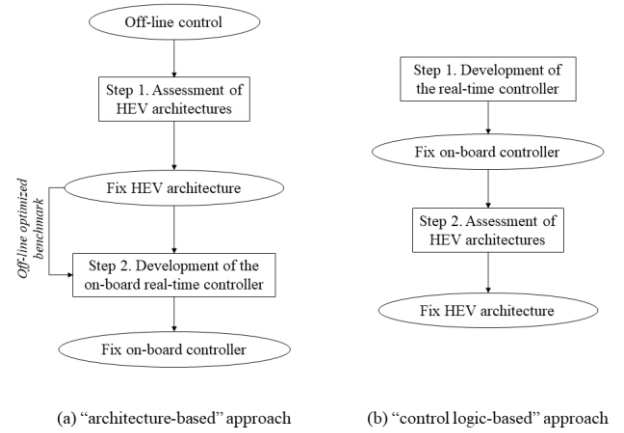 Off-line control
Step 1. Assessment of
HEV architectures
Fix HEV architecture
Off-line optimized
benchmark
Step 2. Development of the
on-board real-time controller
Fix on-board controller
(a) “architecture-based” approach
Step 1. Development of
the real-time controller
Fix on-board controller
Step 2. Assessment of
HEV architectures
Fix HEV architecture
(b) “control logic-based” approach